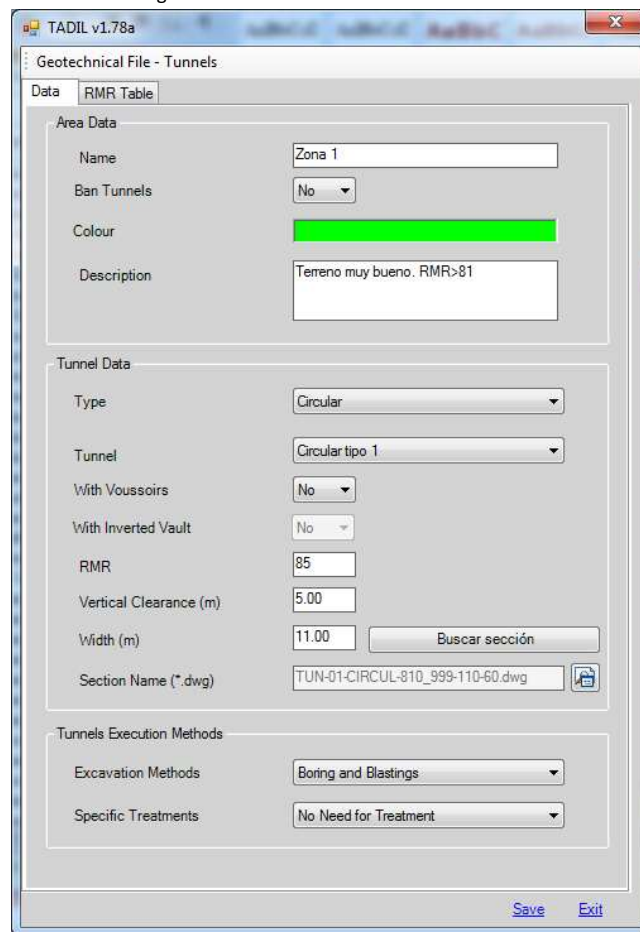 TADIL v1.78a
Geotechnical File - Tunnels
Data RMR Table
Area Data
Name Zona 1
Ban Tunnels No
Colour
Description Terreno muy bueno. RMR>81
Tunnel Data
Type Circular
Tunnel Circular tipo 1
With Voussoirs No
With Inverted Vault No
RMR 85
Vertical Clearance (m) 5.00
Width (m) 11.00 Buscar sección
Section Name (*.dwg) TUN-01-CIRCUL-810_999-110-60.dwg
Tunnels Execution Methods
Excavation Methods Boring and Blastings
Specific Treatments No Need for Treatment
Save Exit